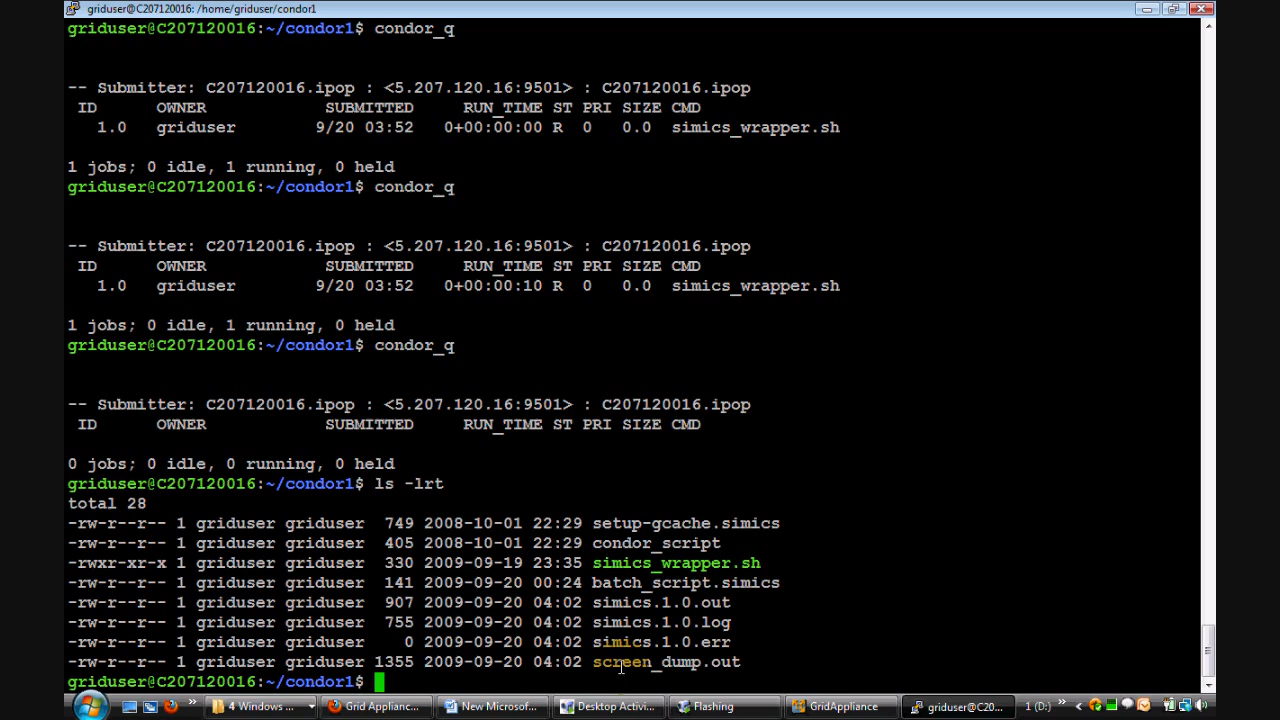 griduser@C207120016: /home/griduser/condor1
griduser@C207120016:~/condor1$ condor_q
-- Submitter: C207120016.ipop : <5.207.120.16:9501> : C207120016.ipop
ID OWNER SUBMITTED RUN_TIME ST PRI SIZE CMD
1.0 griduser 9/20 03:52 0+00:00:00 R 0 0.0 simics_wrapper.sh
1 jobs; 0 idle, 1 running, 0 held
griduser@C207120016:~/condor1$ condor_q
-- Submitter: C207120016.ipop : <5.207.120.16:9501> : C207120016.ipop
ID OWNER SUBMITTED RUN_TIME ST PRI SIZE CMD
1.0 griduser 9/20 03:52 0+00:00:10 R 0 0.0 simics_wrapper.sh
1 jobs; 0 idle, 1 running, 0 held
griduser@C207120016:~/condor1$ condor_q
-- Submitter: C207120016.ipop : <5.207.120.16:9501> : C207120016.ipop
ID OWNER SUBMITTED RUN_TIME ST PRI SIZE CMD
0 jobs; 0 idle, 0 running, 0 held
griduser@C207120016:~/condor1$ ls -lrt
total 28
-rw-r--r-- 1 griduser griduser 749 2008-10-01 22:29 setup-gcache.simics
-rw-r--r-- 1 griduser griduser 405 2008-10-01 22:29 condor_script
-rwxr-xr-x 1 griduser griduser 330 2009-09-19 23:35 simics_wrapper.sh
-rw-r--r-- 1 griduser griduser 141 2009-09-20 00:24 batch_script.simics
-rw-r--r-- 1 griduser griduser 907 2009-09-20 04:02 simics.1.0.out
-rw-r--r-- 1 griduser griduser 755 2009-09-20 04:02 simics.1.0.log
-rw-r--r-- 1 griduser griduser 0 2009-09-20 04:02 simics.1.0.err
-rw-r--r-- 1 griduser griduser 1355 2009-09-20 04:02 screen_dump.out
griduser@C207120016:~/condor1$
» 4 Windows ... Grid Applianc... New Microsof... Desktop Activi... Flashing GridAppliance griduser@C20... 1 (D:) »